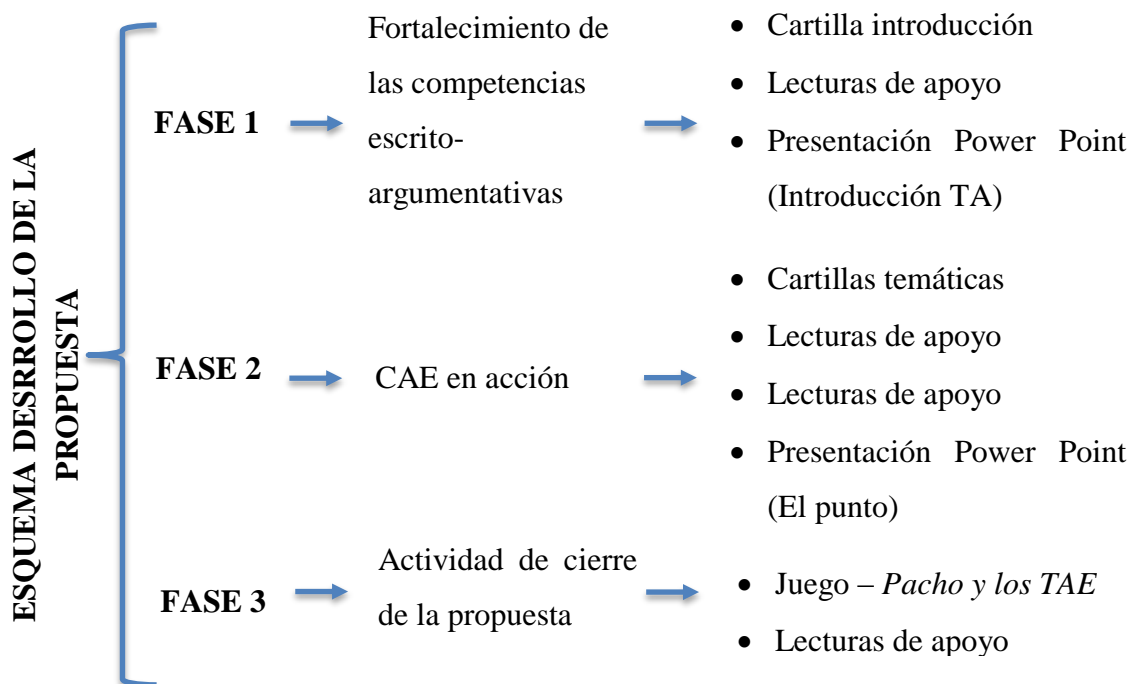 ESQUEMA DESRROLLO DE LA
PROPUESTA
FASE 1
Fortalecimiento de
las competencias
escrito-
argumentativas
• Cartilla introducción
• Lecturas de apoyo
• Presentación Power Point
(Introducción TA)
FASE 2
CAE en acción
• Cartillas temáticas
• Lecturas de apoyo
• Lecturas de apoyo
• Presentación Power Point
(El punto)
FASE 3
Actividad de cierre
de la propuesta
• Juego – Pacho y los TAE
• Lecturas de apoyo